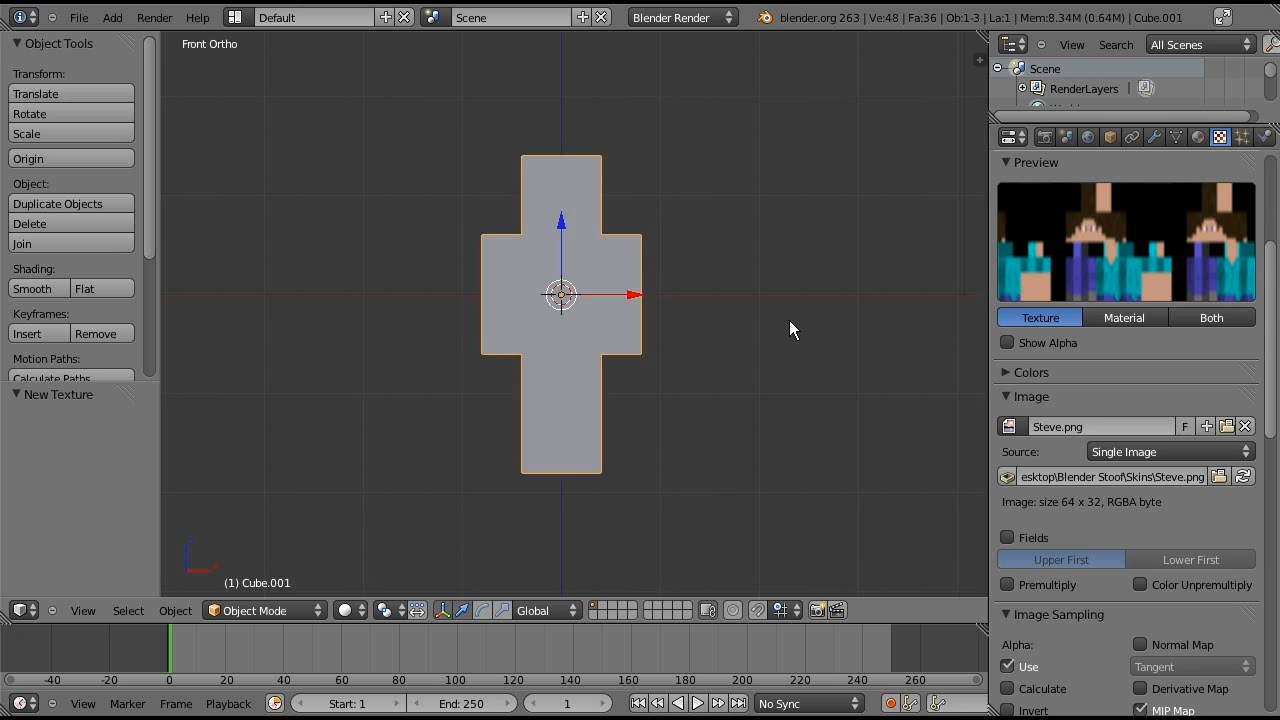 File Add Render Help Default Scene Blender Render blender.org 263 | Ve:48 | Fa:36 | Ob:1-3 | La:1 | Mem:8.34M (0.64M) | Cube.001
Object Tools
Transform:
Translate
Rotate
Scale
Origin
Object:
Duplicate Objects
Delete
Join
Shading:
Smooth Flat
Keyframes:
Insert Remove
Motion Paths:
Calculate Paths
New Texture
Front Ortho
(1) Cube.001
View Select Object Object Mode Global
-40 -20 0 20 40 60 80 100 120 140 160 180 200 220 240 260
View Marker Frame Playback Start: 1 End: 250 1 No Sync
View Search All Scenes
Scene
RenderLayers
Preview
Texture Material Both
Show Alpha
Colors
Image
Steve.png F
Source: Single Image
esktop\Blender Stoof\Skins\Steve.png
Image: size 64 x 32, RGBA byte
Fields
Upper First Lower First
Premultiply Color Unpremultiply
Image Sampling
Alpha: Normal Map
Use Tangent
Calculate Derivative Map
Invert MIP Map